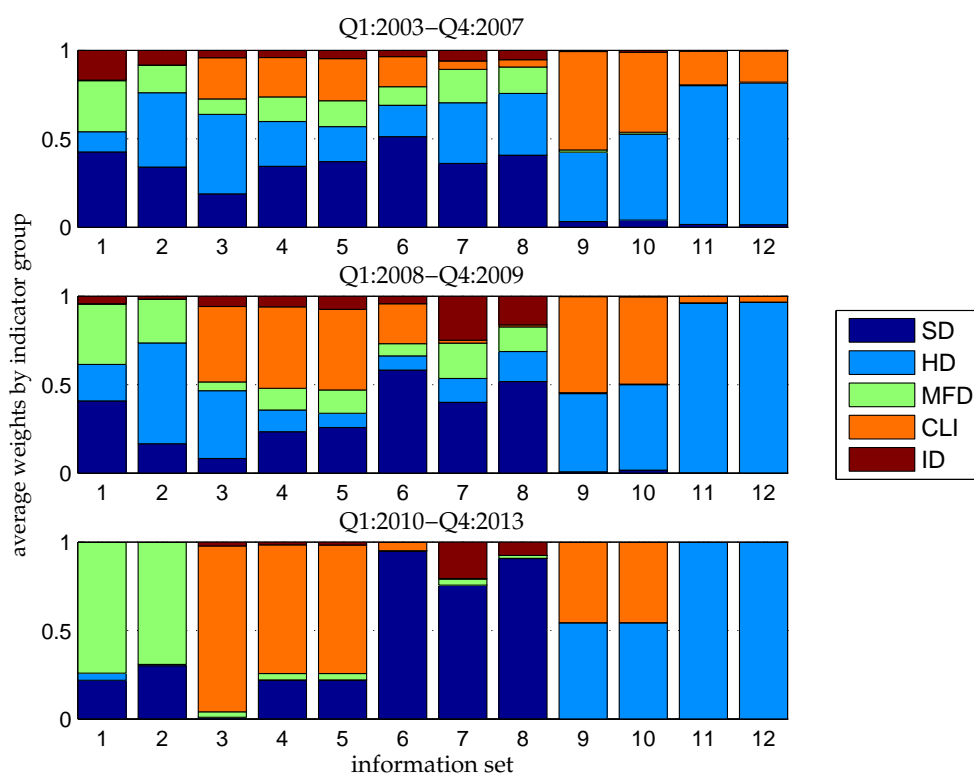 Q1:2003−Q4:2007
1
0.5
0
1 2 3 4 5 6 7 8 9 10 11 12
Q1:2008−Q4:2009
1
0.5
0
1 2 3 4 5 6 7 8 9 10 11 12
Q1:2010−Q4:2013
1
0.5
0
1 2 3 4 5 6 7 8 9 10 11 12
information set
average weights by indicator group
SD
HD
MFD
CLI
ID